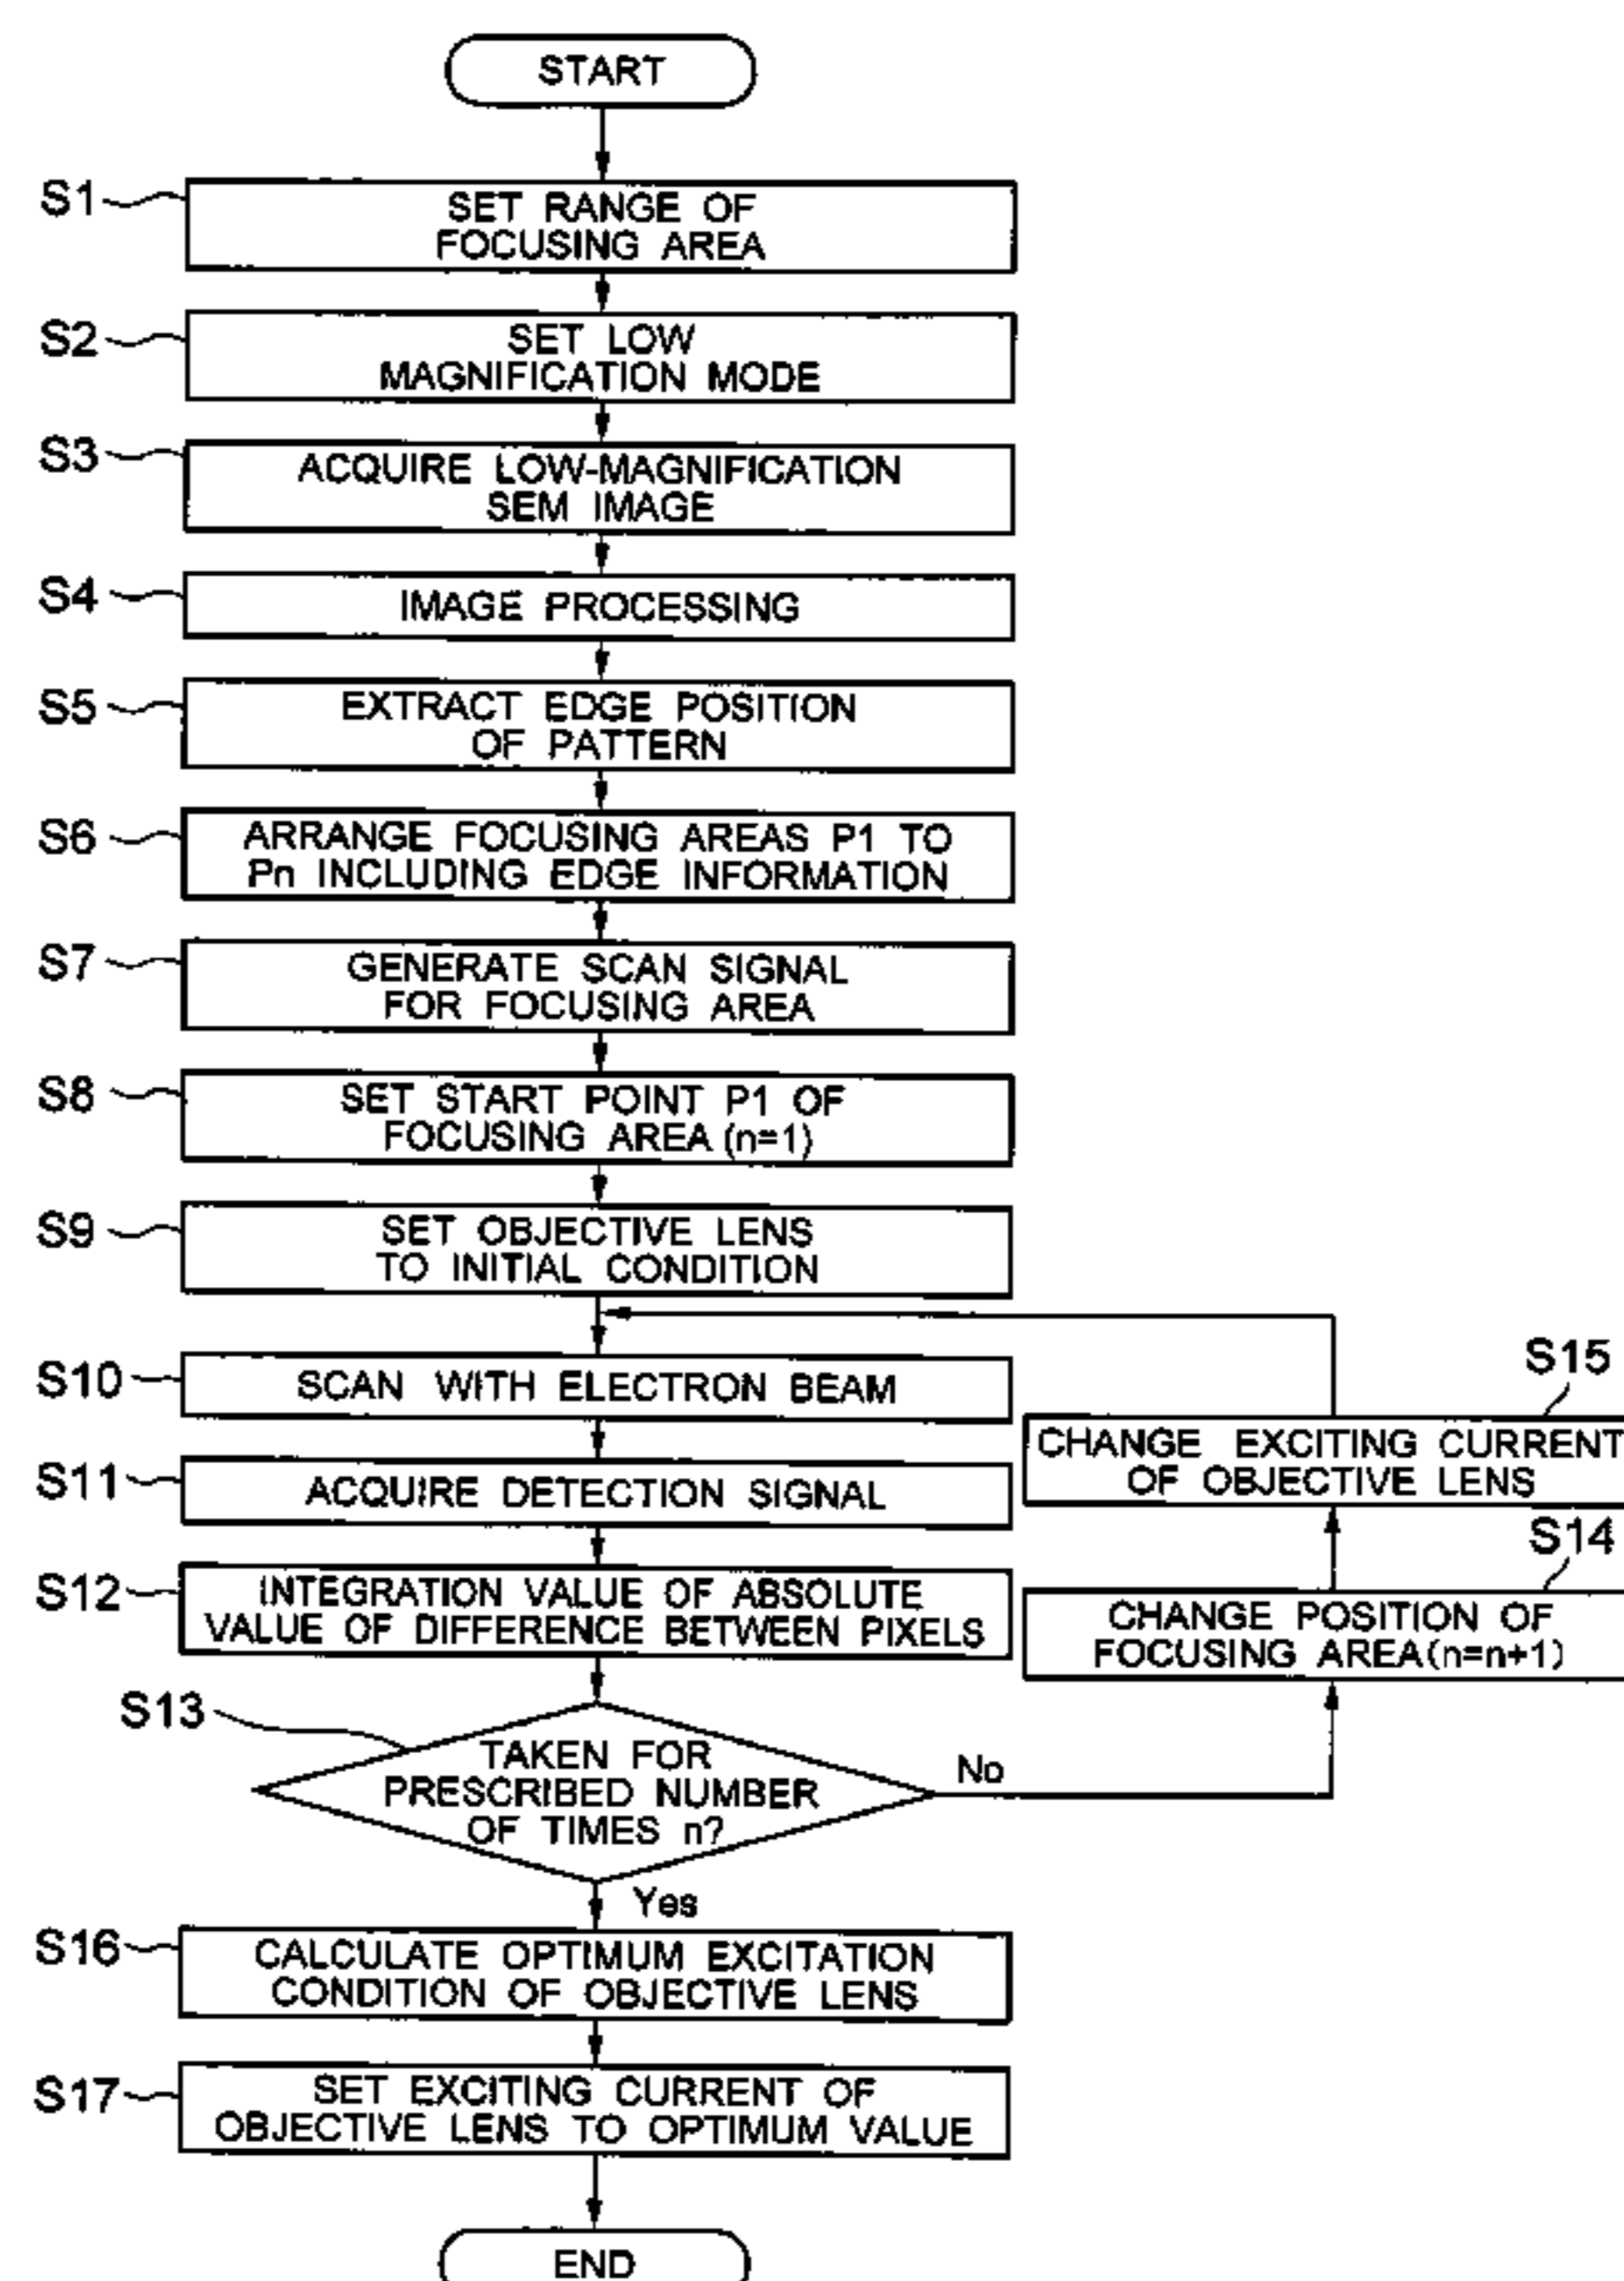 START
S1
SET RANGE OF
FOCUSING AREA
S2
SET LOW
MAGNIFICATION MODE
S3
ACQUIRE LOW-MAGNIFICATION
SEM IMAGE
S4
IMAGE PROCESSING
S5
EXTRACT EDGE POSITION
OF PATTERN
S6
ARRANGE FOCUSING AREAS P1 TO
Pn INCLUDING EDGE INFORMATION
S7
GENERATE SCAN SIGNAL
FOR FOCUSING AREA
S8
SET START POINT P1 OF
FOCUSING AREA (n=1)
S9
SET OBJECTIVE LENS
TO INITIAL CONDITION
S10
SCAN WITH ELECTRON BEAM
S11
ACQUIRE DETECTION SIGNAL
S12
INTEGRATION VALUE OF ABSOLUTE
VALUE OF DIFFERENCE BETWEEN PIXELS
S13
TAKEN FOR
PRESCRIBED NUMBER
OF TIMES n?
No
S14
CHANGE POSITION OF
FOCUSING AREA(n=n+1)
S15
CHANGE EXCITING CURRENT
OF OBJECTIVE LENS
Yes
S16
CALCULATE OPTIMUM EXCITATION
CONDITION OF OBJECTIVE LENS
S17
SET EXCITING CURRENT OF
OBJECTIVE LENS TO OPTIMUM VALUE
END